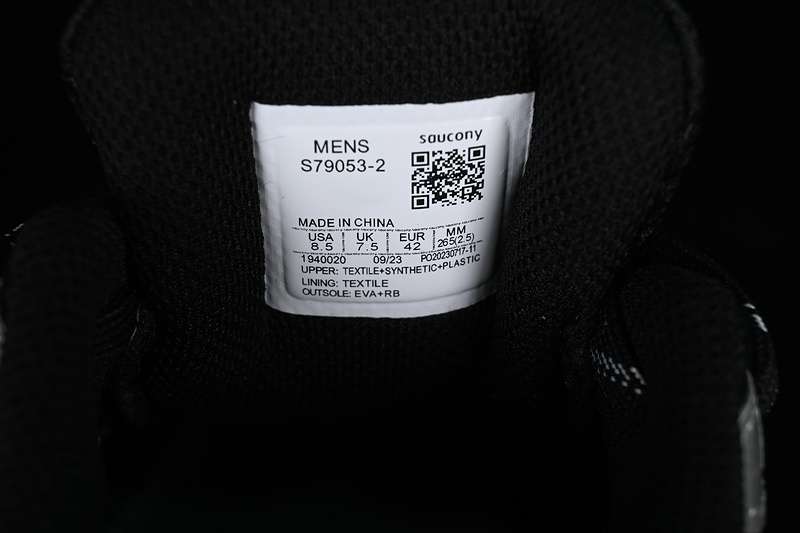 MENS
saucony
S79053-2
MADE IN CHINA
USA UK EUR MM
8.5 7.5 42 265(2.5)
1940020 09/23 PO20230717-11
UPPER: TEXTILE+SYNTHETIC+PLASTIC
LINING: TEXTILE
OUTSOLE: EVA+RB